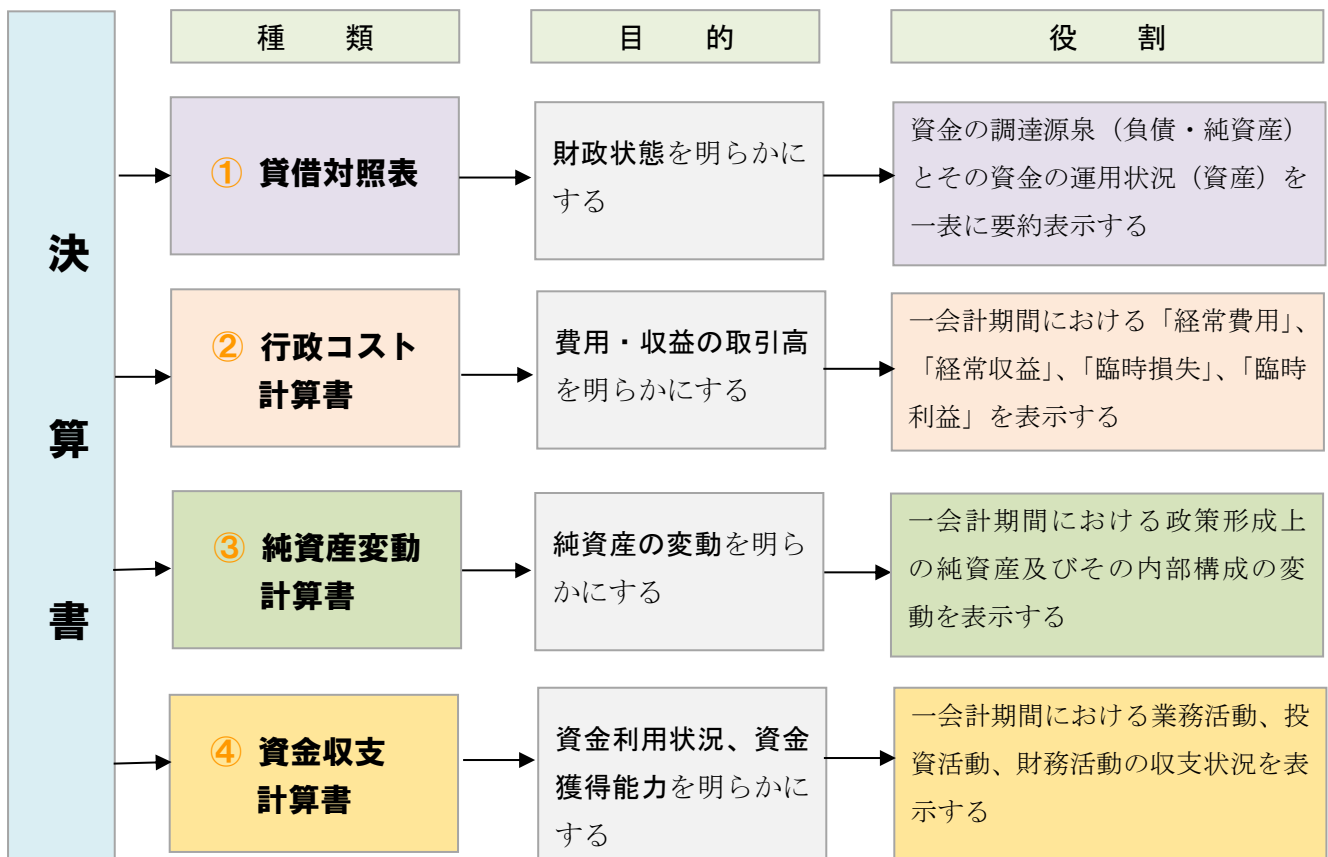 種　類
目　的
役　割
決算書
① 貸借対照表
財政状態を明らかに
する
資金の調達源泉（負債・純資産）
とその資金の運用状況（資産）を
一表に要約表示する
② 行政コスト
計算書
費用・収益の取引高
を明らかにする
一会計期間における「経常費用」、
「経常収益」、「臨時損失」、「臨時
利益」を表示する
③ 純資産変動
計算書
純資産の変動を明ら
かにする
一会計期間における政策形成上
の純資産及びその内部構成の変
動を表示する
④ 資金収支
計算書
資金利用状況、資金
獲得能力を明らかに
する
一会計期間における業務活動、投
資活動、財務活動の収支状況を表
示する